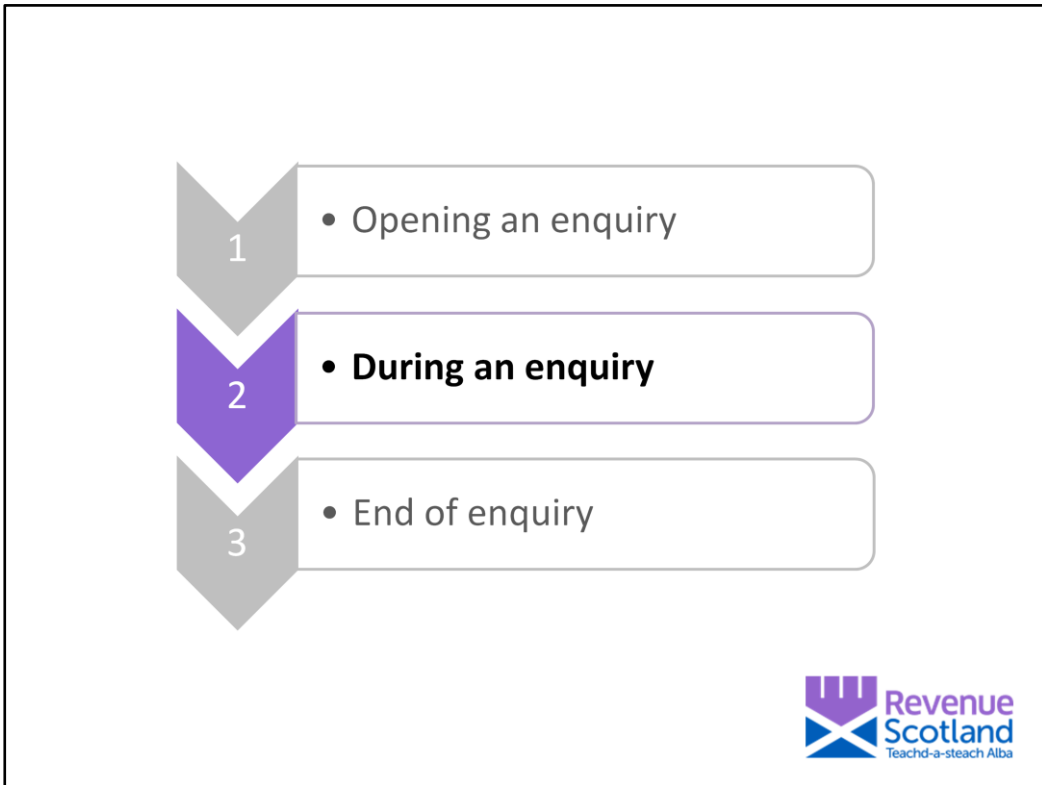 1
• Opening an enquiry
2
• During an enquiry
3
• End of enquiry
Revenue
Scotland
Teachd-a-steach Alba